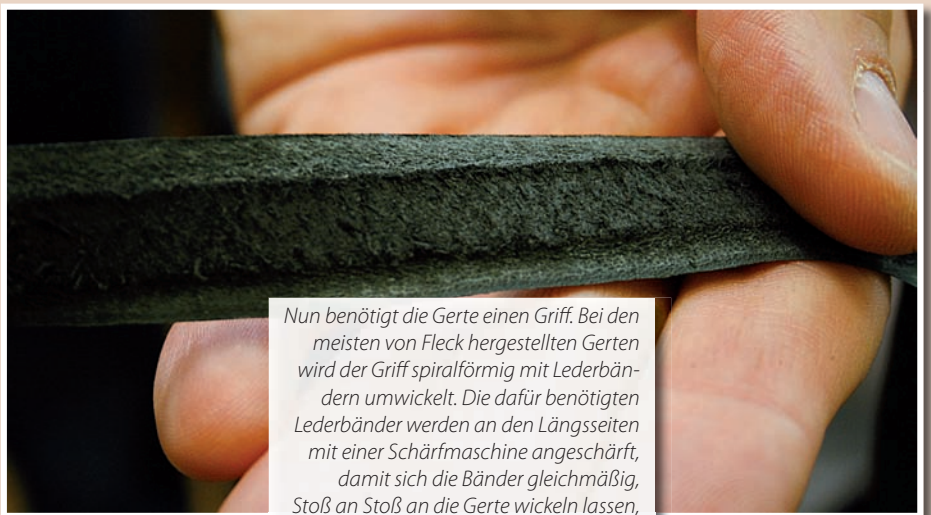 Nun benötigt die Gerte einen Griff. Bei den
meisten von Fleck hergestellten Gerten
wird der Griff spiralförmig mit Lederbän-
dern umwickelt. Die dafür benötigten
Lederbänder werden an den Längsseiten
mit einer Schärfmaschine angeschärft,
damit sich die Bänder gleichmäßig,
Stoß an Stoß an die Gerte wickeln lassen,